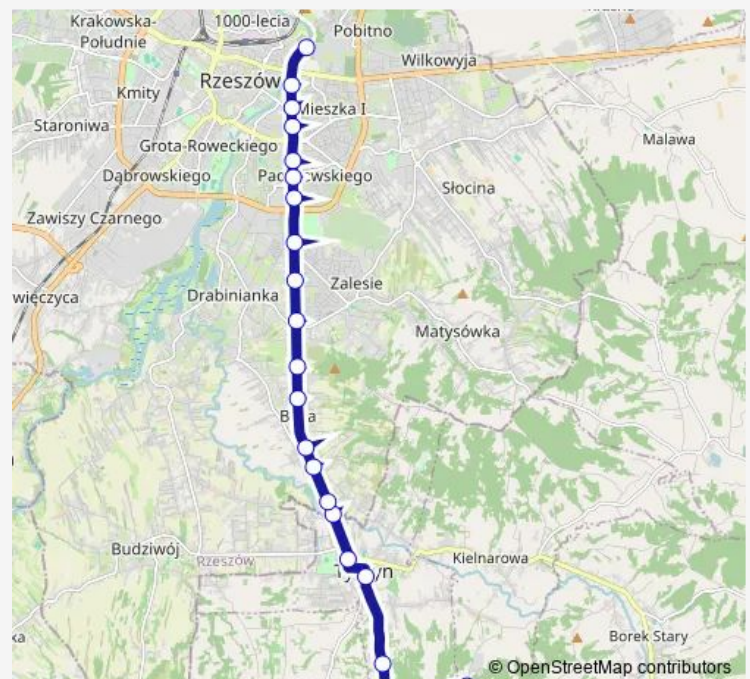 Krakowska-
Południe
1000-lecia
Pobitno
Wilkowyja
Rzeszów
Kmity
Mieszka I
Staroniwa
Malawa
Grota-Roweckiego
Dąbrowskiego
Słocina
Zawiszy Czarnego
Zalesie
Drabinianka
Matysówka
Budziwój
Rzeszów
Kielnarowa
Borek Stary
© OpenStreetMap contributors